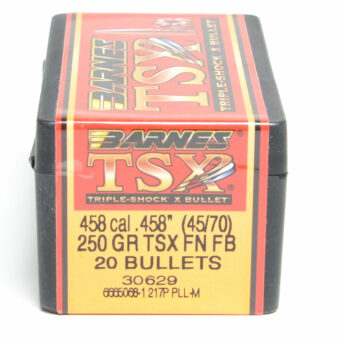 BARNES
TSX
TRIPLE-SHOCK X BULLET
BARNES
TSX
TRIPLE-SHOCK X BULLET
458 cal .458" (45/70)
250 GR TSX FN FB
20 BULLETS
30629
6665068-1 217P PLL-M